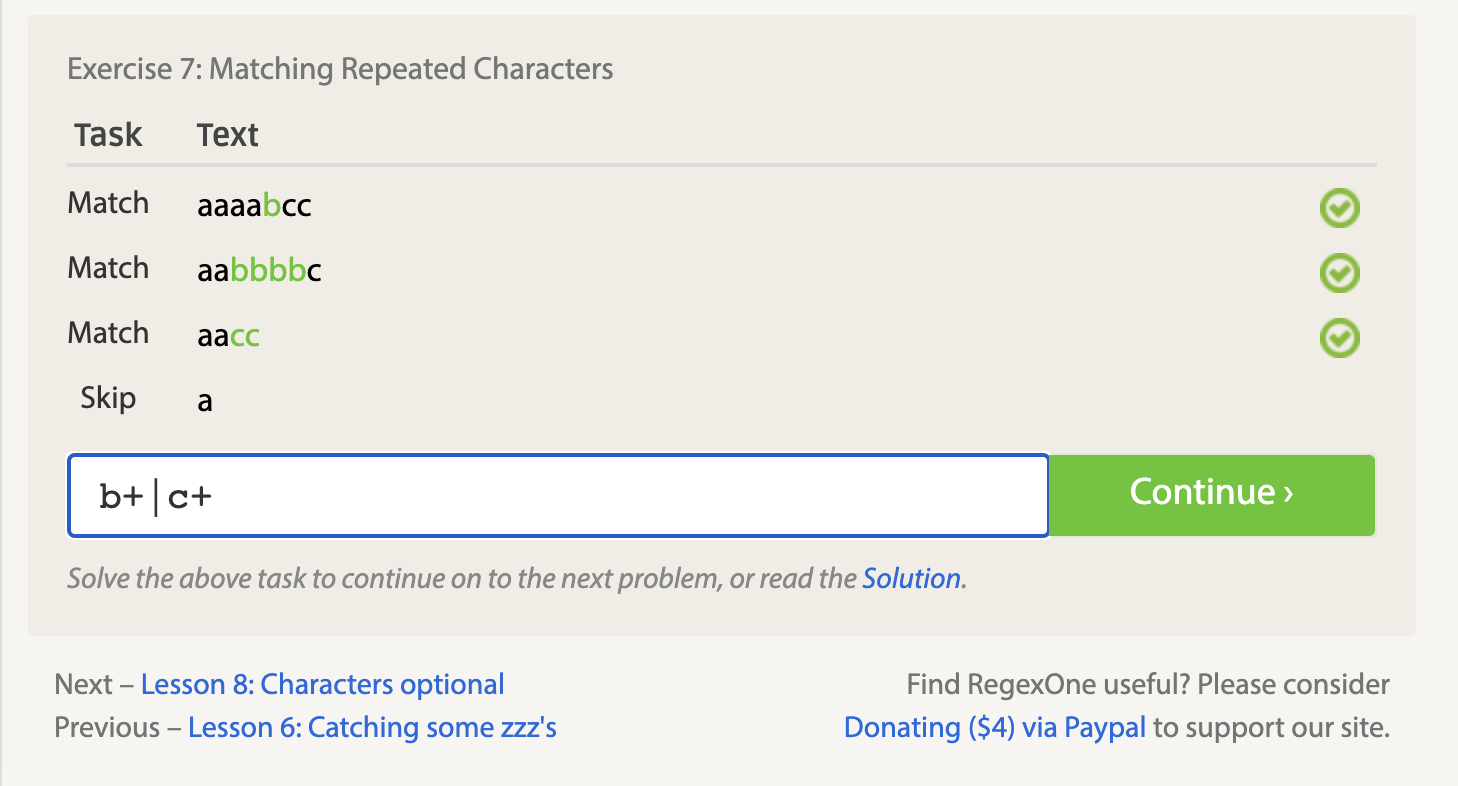 Exercise 7: Matching Repeated Characters
Task Text
Match aaaabcc
Match aabbbbc
Match aacc
Skip a
b+|c+ Continue ›
Solve the above task to continue on to the next problem, or read the Solution.
Next – Lesson 8: Characters optional
Previous – Lesson 6: Catching some zzz's
Find RegexOne useful? Please consider
Donating ($4) via Paypal to support our site.